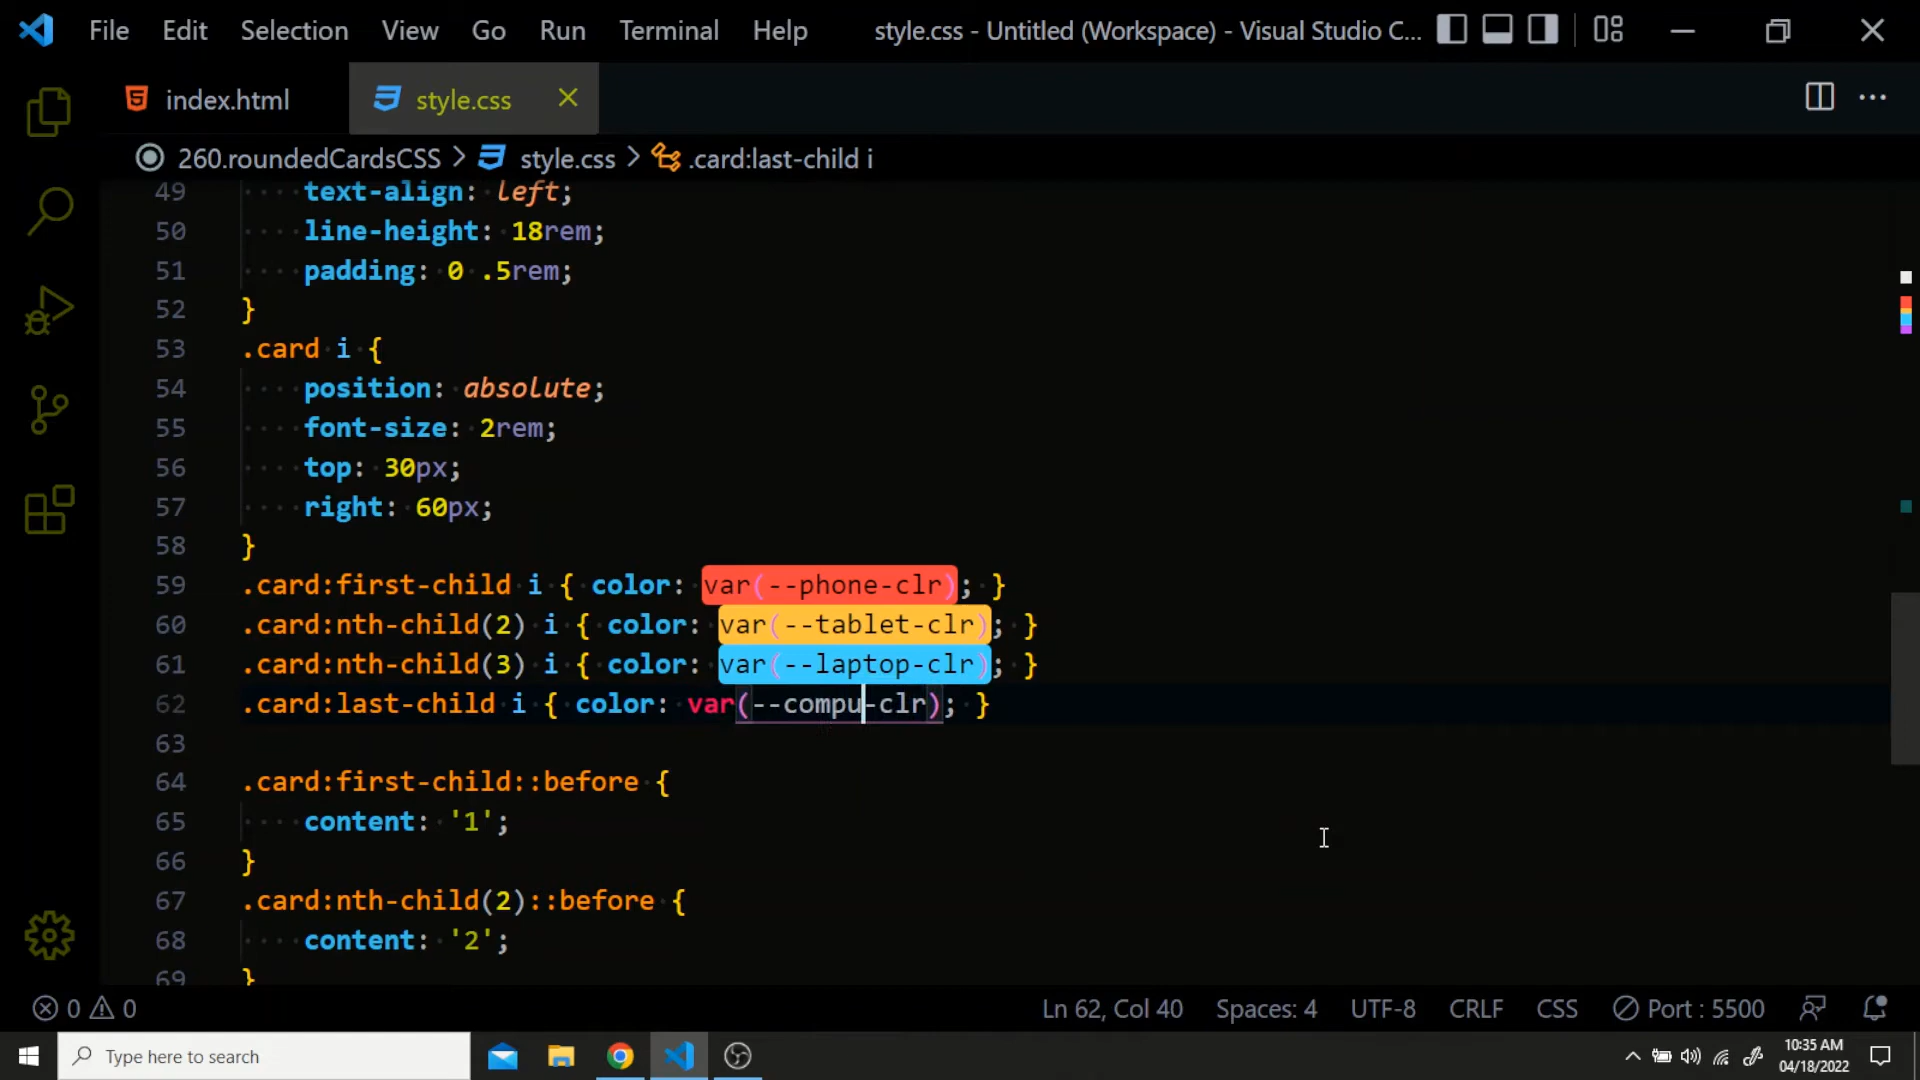 File Edit Selection View Go Run Terminal Help style.css - Untitled (Workspace) - Visual Studio C...
index.html style.css
260.roundedCardsCSS > style.css > .card:last-child i
49 text-align: left;
50 line-height: 18rem;
51 padding: 0 .5rem;
52 }
53 .card i {
54 position: absolute;
55 font-size: 2rem;
56 top: 30px;
57 right: 60px;
58 }
59 .card:first-child i { color: var(--phone-clr); }
60 .card:nth-child(2) i { color: var(--tablet-clr); }
61 .card:nth-child(3) i { color: var(--laptop-clr); }
62 .card:last-child i { color: var(--compu-clr); }
63
64 .card:first-child::before {
65 content: '1';
66 }
67 .card:nth-child(2)::before {
68 content: '2';
69 }
0 0 Ln 62, Col 40 Spaces: 4 UTF-8 CRLF CSS Port : 5500
Type here to search
10:35 AM
04/18/2022